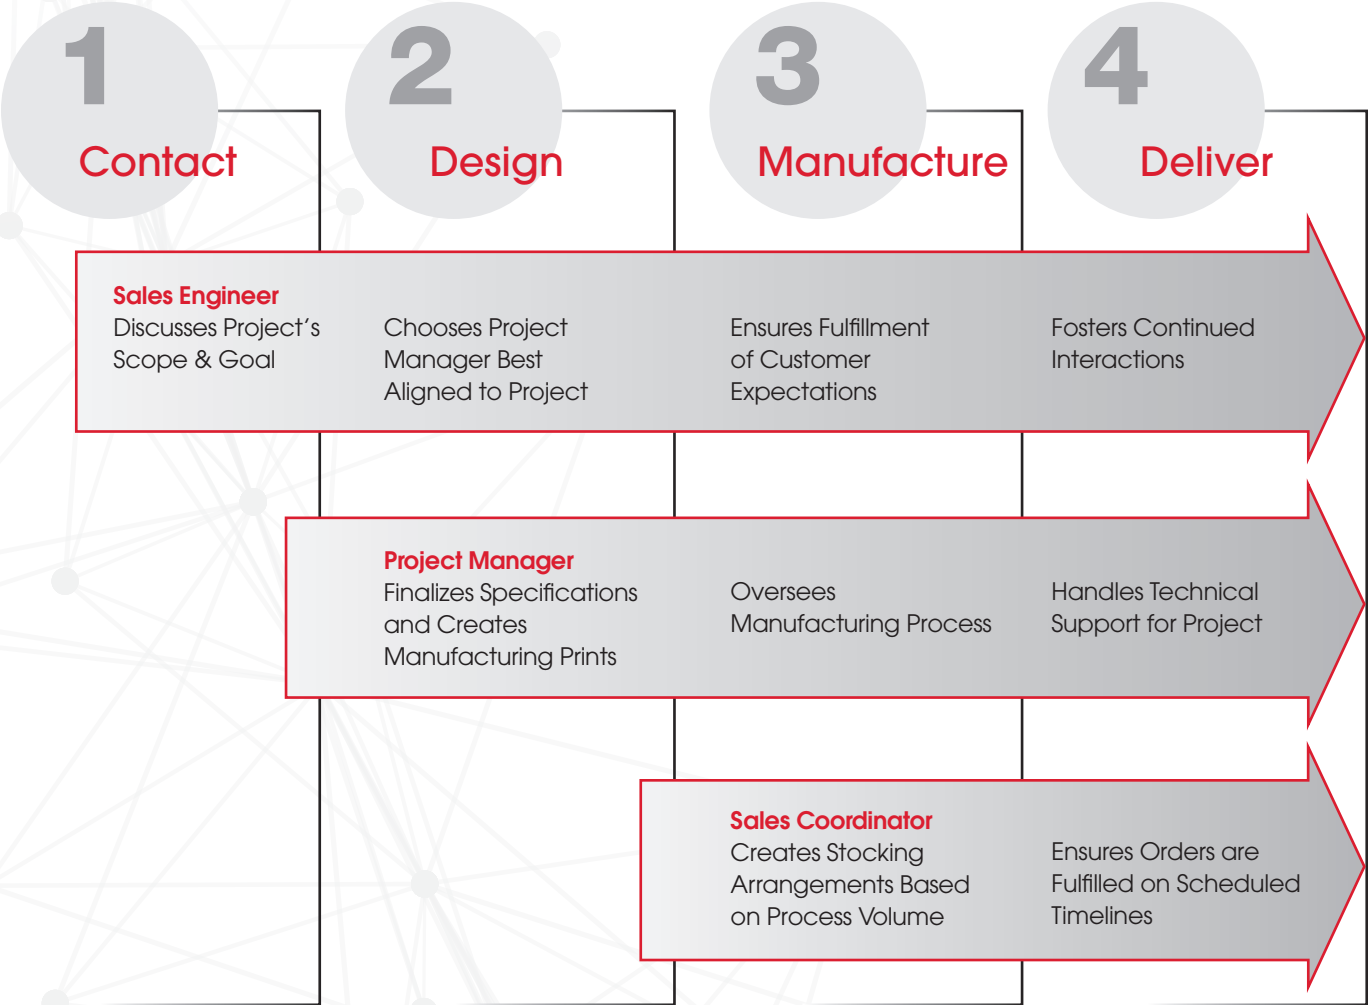 1
Contact
2
Design
3
Manufacture
4
Deliver
Sales Engineer
Discusses Project's
Scope & Goal
Chooses Project
Manager Best
Aligned to Project
Ensures Fulfillment
of Customer
Expectations
Fosters Continued
Interactions
Project Manager
Finalizes Specifications
and Creates
Manufacturing Prints
Oversees
Manufacturing Process
Handles Technical
Support for Project
Sales Coordinator
Creates Stocking
Arrangements Based
on Process Volume
Ensures Orders are
Fulfilled on Scheduled
Timelines